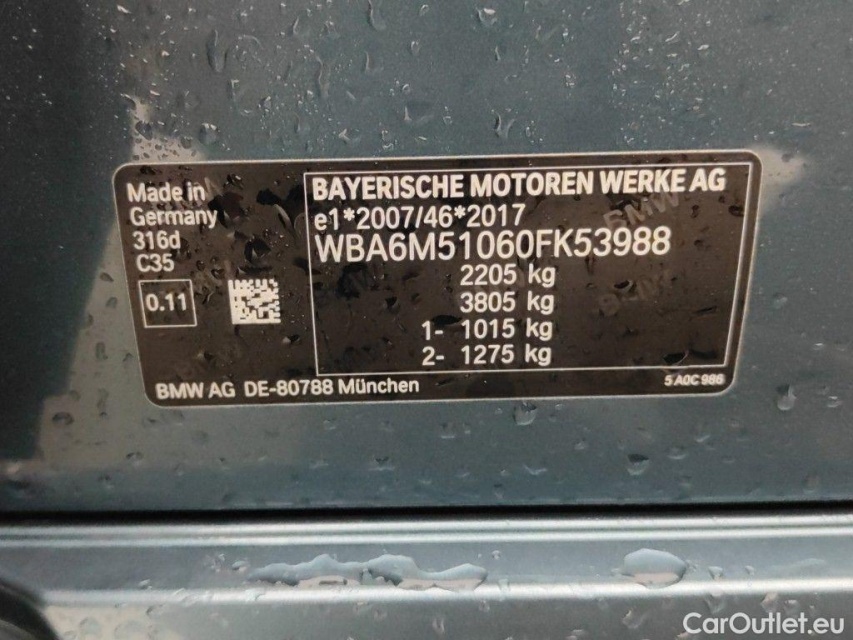 Made in
Germany
316d
C35
0.11
BAYERISCHE MOTOREN WERKE AG
e1*2007/46*2017
WBA6M51060FK53988
2205 kg
3805 kg
1- 1015 kg
2- 1275 kg
BMW AG DE-80788 München
5 A0C 986
CarOutlet.eu